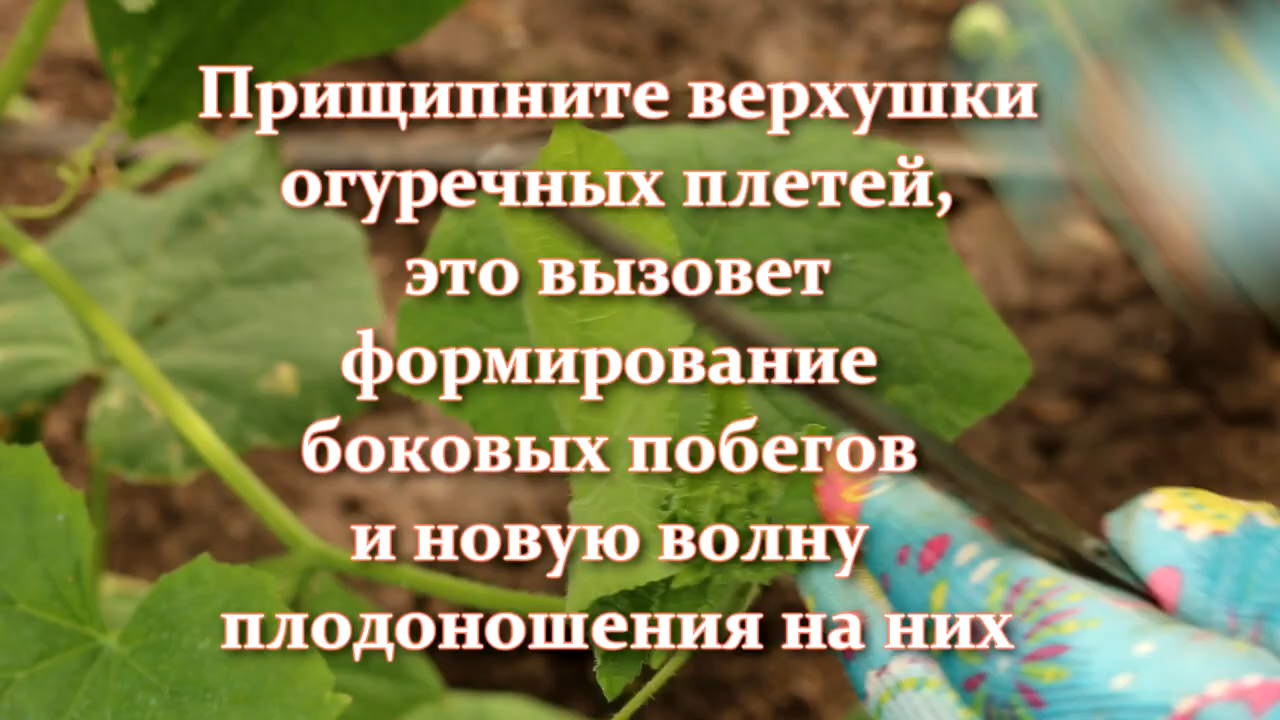 Прищипните верхушки
огуречных плетей,
это вызовет
формирование
боковых побегов
и новую волну
плодоношения на них